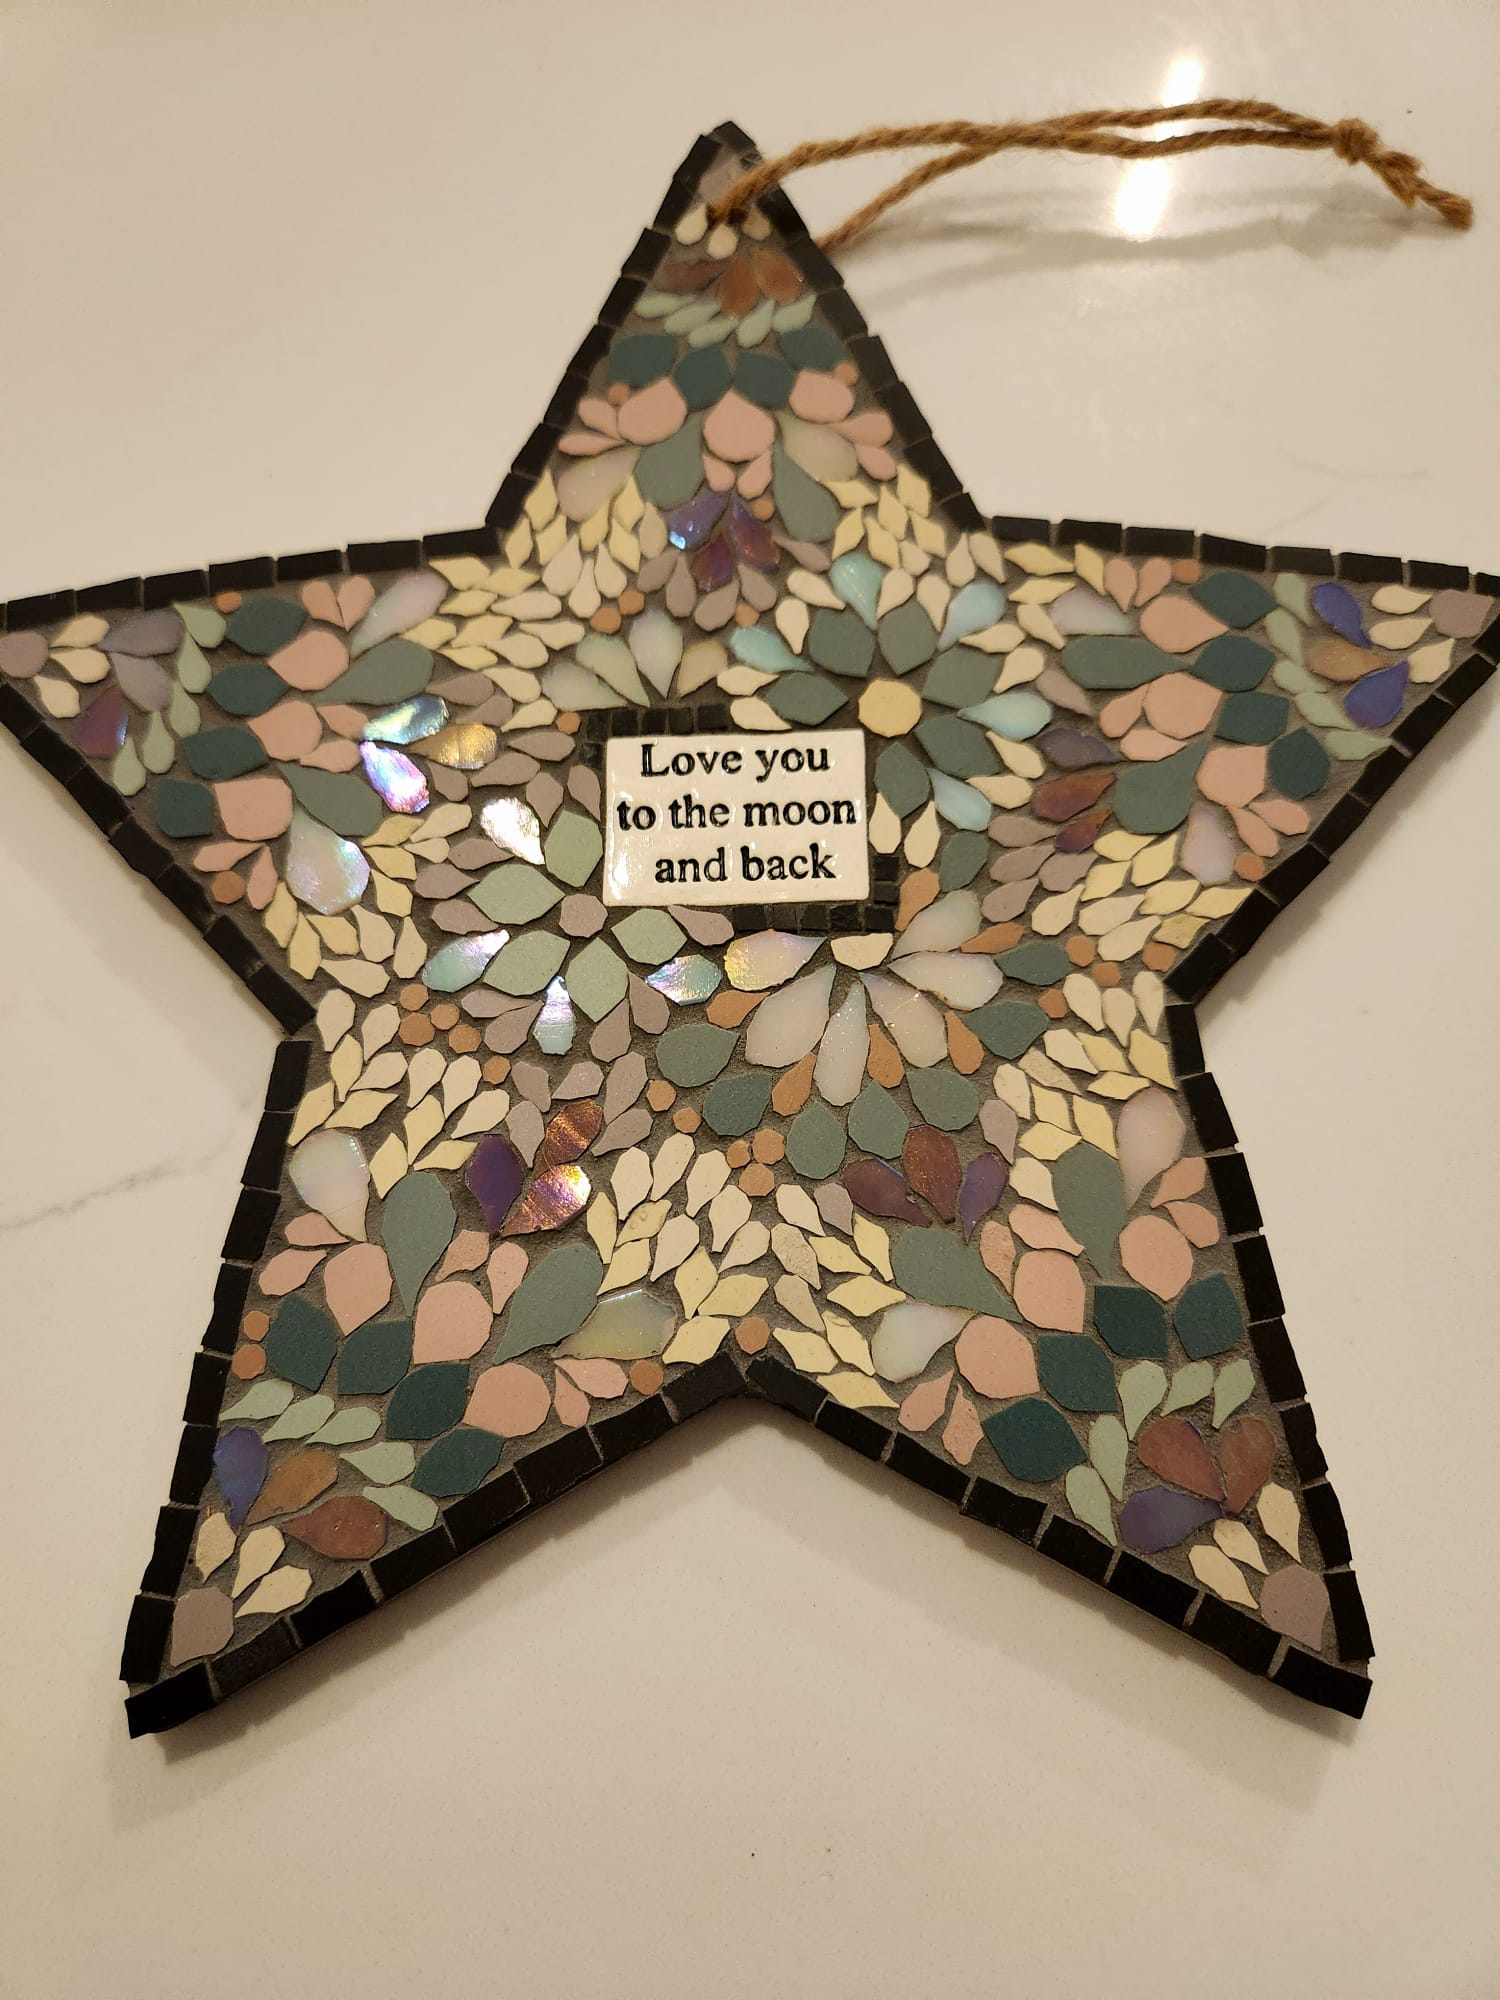 Love you
to the moon
and back